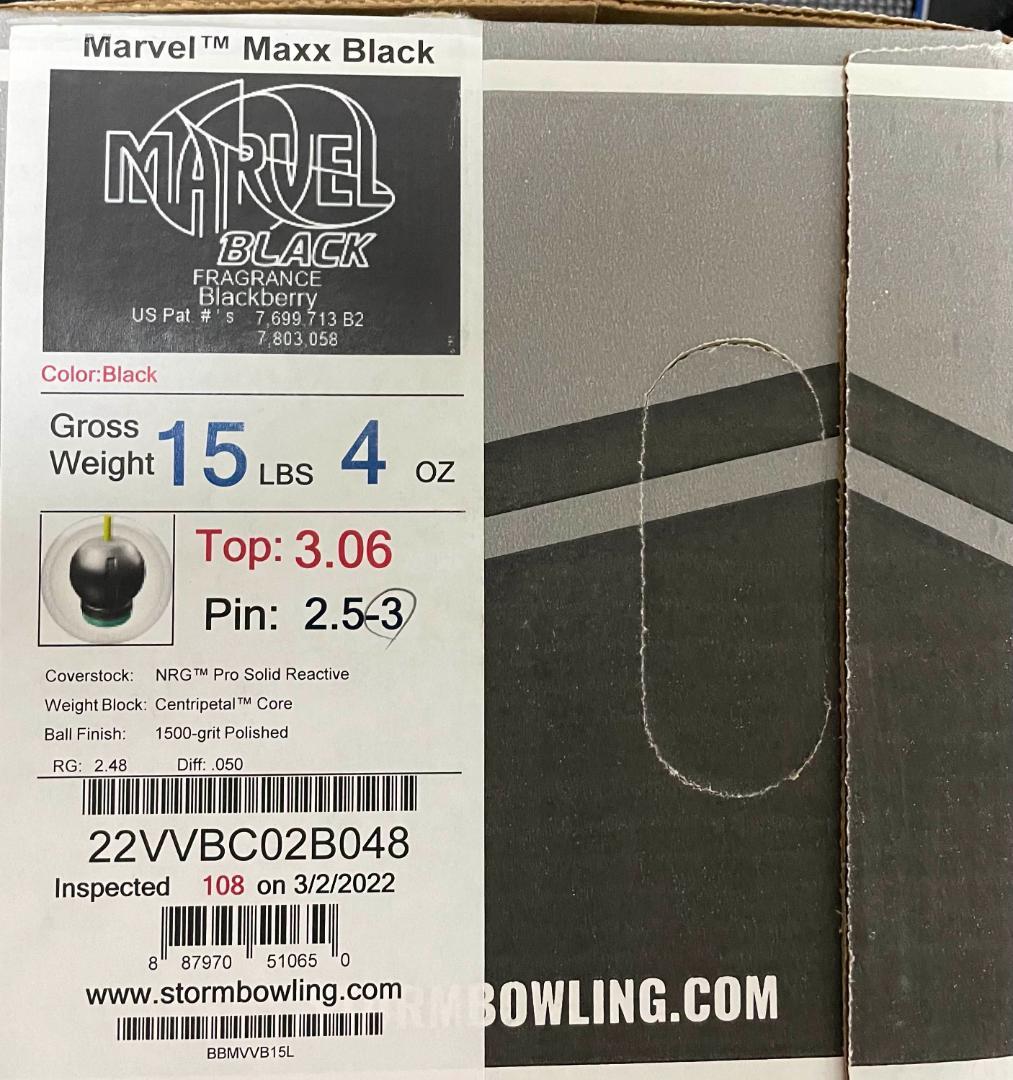 Marvel™ Maxx Black
MARVEL
BLACK
FRAGRANCE
Blackberry
US Pat # ' s 7,699,713 B2
7,803,058
Color:Black
Gross
Weight 15 LBS 4 OZ
Top: 3.06
Pin: 2.5-3
Coverstock: NRG™ Pro Solid Reactive
Weight Block: Centripetal™ Core
Ball Finish: 1500-grit Polished
RG: 2.48 Diff: .050
22VVBC02B048
Inspected 108 on 3/2/2022
8 87970 51065 0
www.stormbowling.com
BBMVVB15L
RMBOWLING.COM